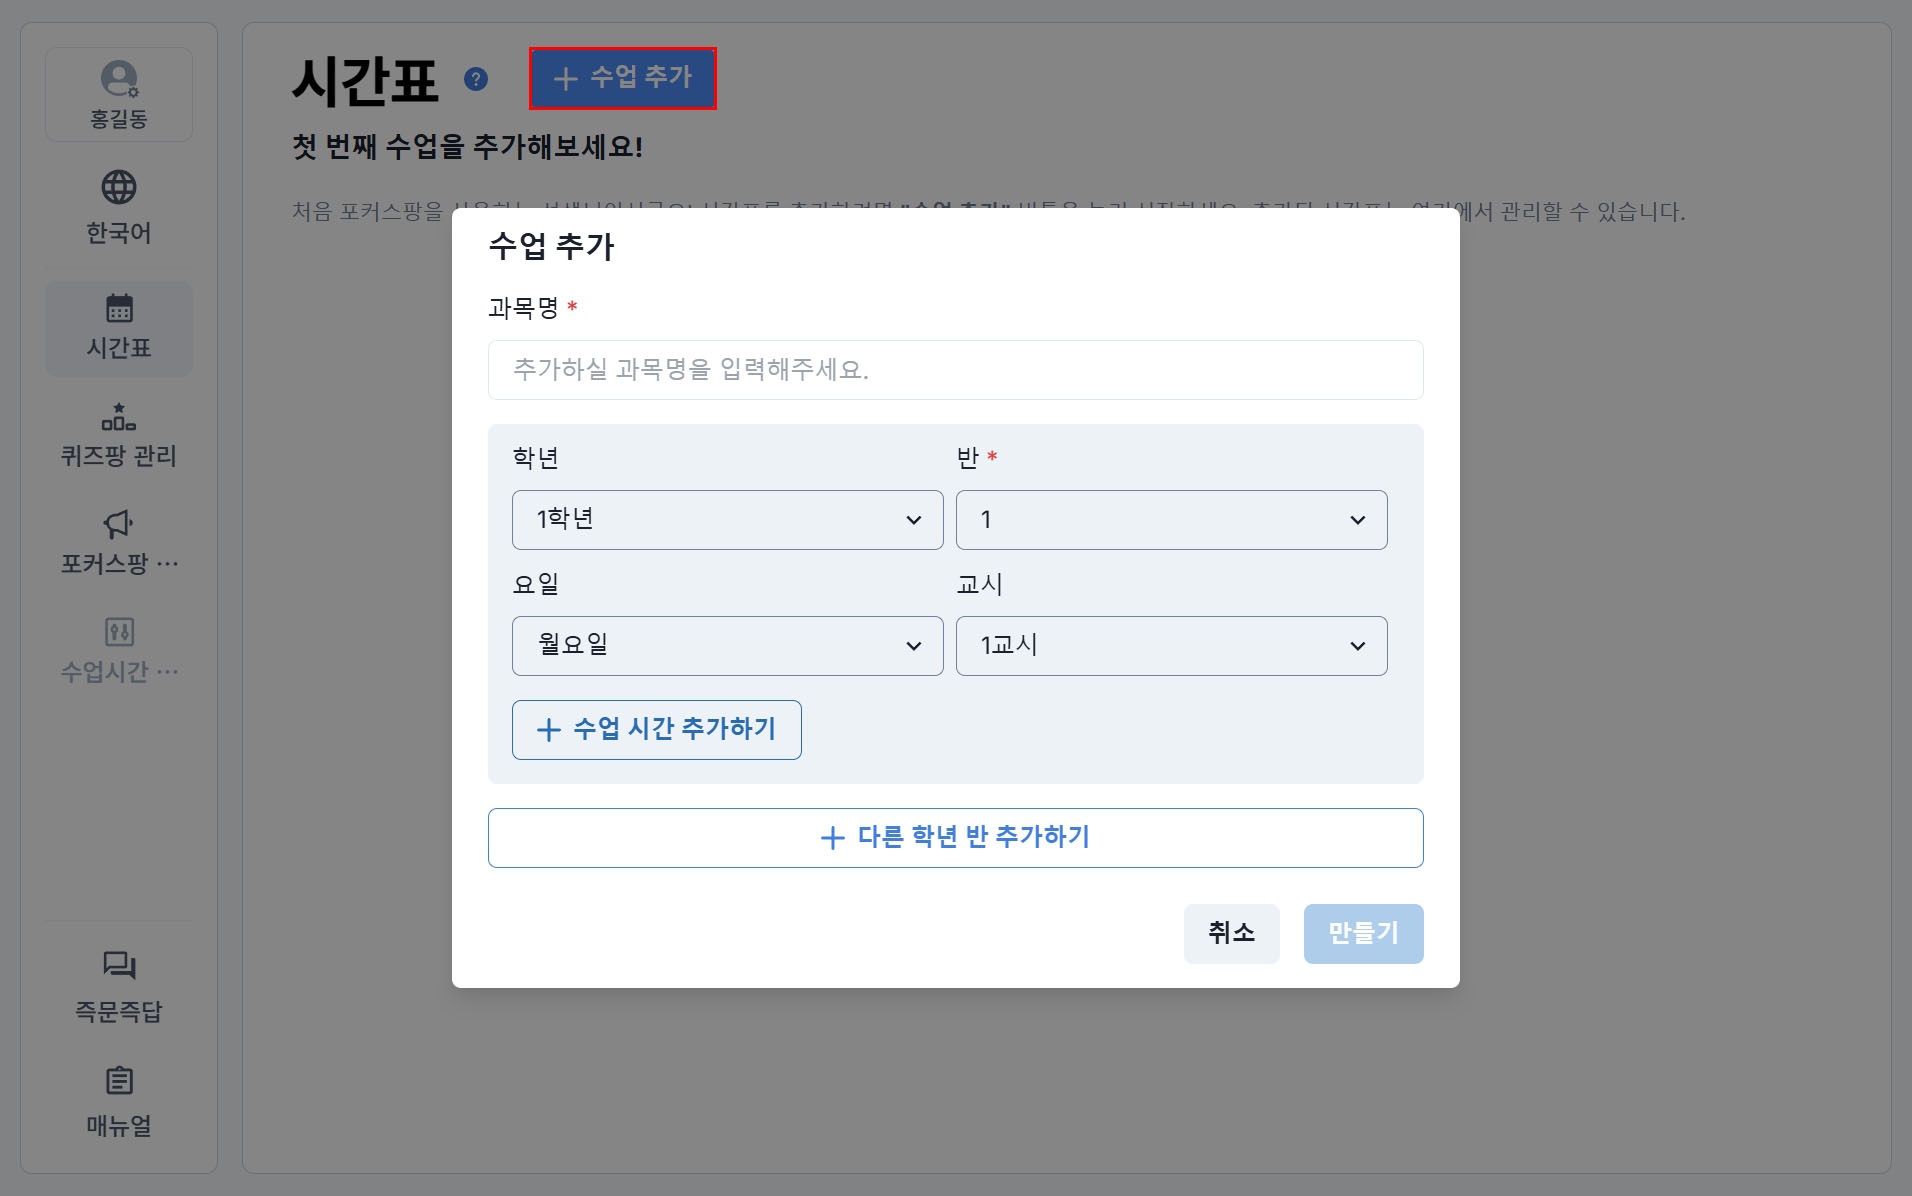 홍길동
한국어
시간표
퀴즈팡 관리
포커스팡 ···
수업시간 ···
즉문즉답
매뉴얼
시간표 ? + 수업 추가
첫 번째 수업을 추가해보세요!
처음 포커스팡을 에서 관리할 수 있습니다.
수업 추가
과목명 *
추가하실 과목명을 입력해주세요.
학년 반 *
1학년 1
요일 교시
월요일 1교시
+ 수업 시간 추가하기
+ 다른 학년 반 추가하기
취소 만들기